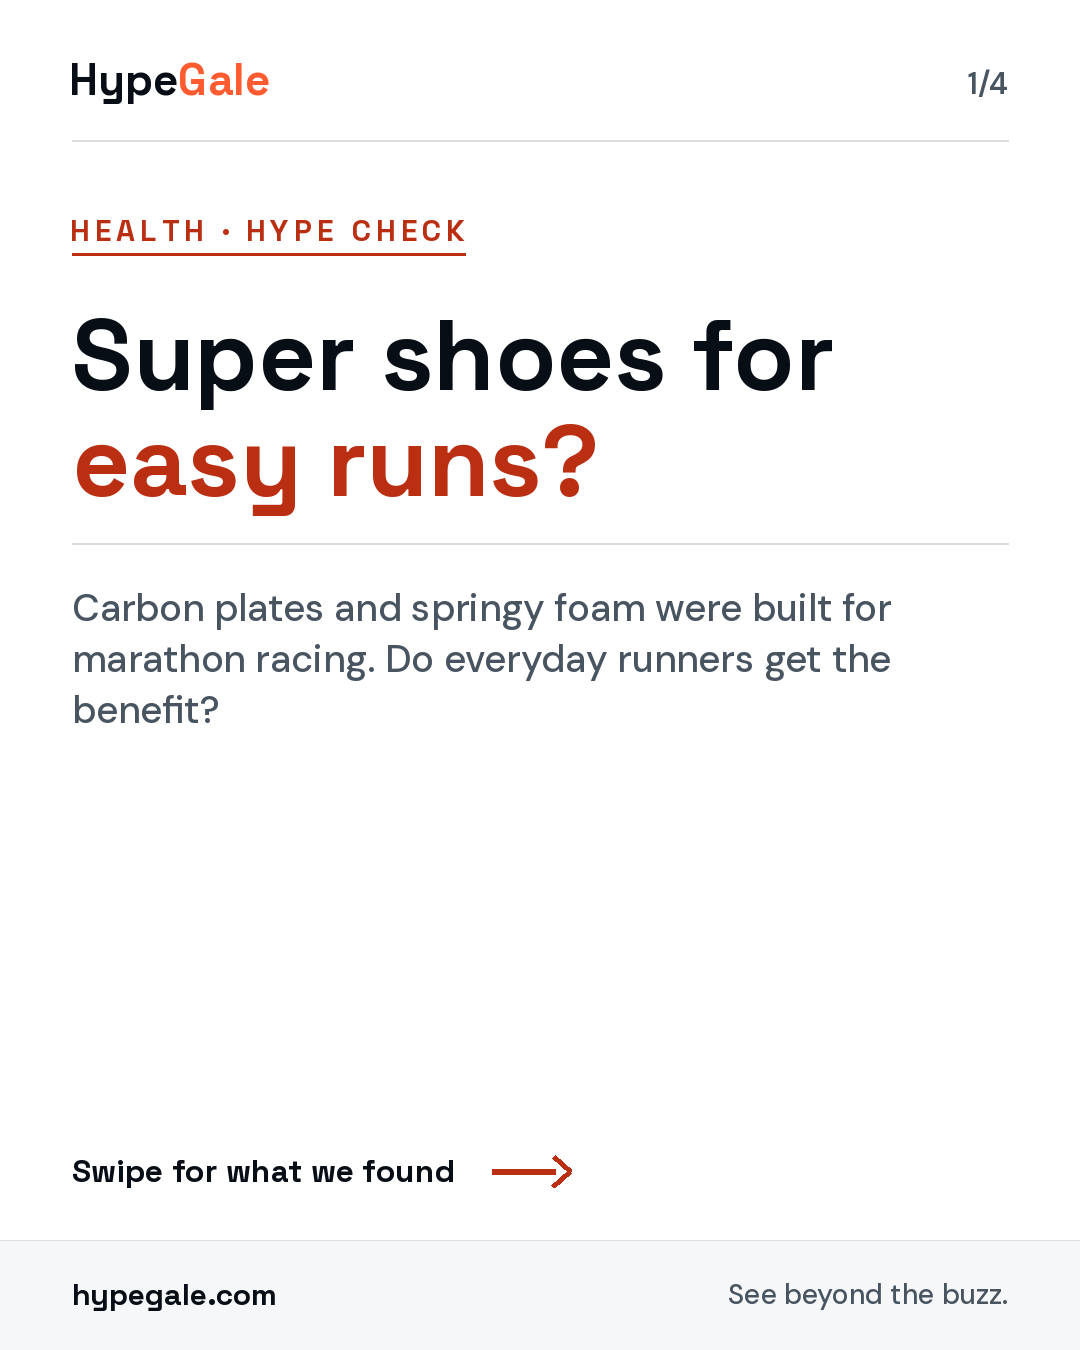 HypeGale
1/4
HEALTH · HYPE CHECK
Super shoes for
easy runs?
Carbon plates and springy foam were built for
marathon racing. Do everyday runners get the
benefit?
Swipe for what we found
hypegale.com
See beyond the buzz.